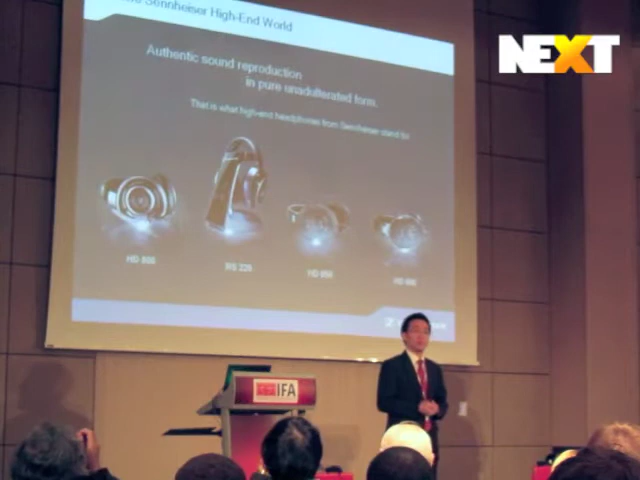 Sennheiser High-End World
NEXT
Authentic sound reproduction
in pure unadulterated form.
That is what high-end headphones from Sennheiser stand for
HD 800
RS 220
HD 650
IFA